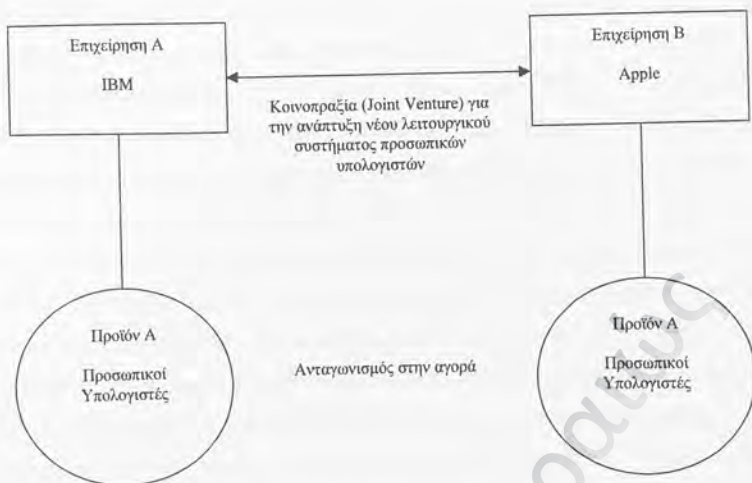 Επιχείρηση Α
IBM
Επιχείρηση Β
Apple
Κοινοπραξία (Joint Venture) για
την ανάπτυξη νέου λειτουργικού
συστήματος προσωπικών
υπολογιστών
Προϊόν Α
Προσωπικοί
Υπολογιστές
Ανταγωνισμός στην αγορά
Προϊόν Α
Προσωπικοί
Υπολογιστές